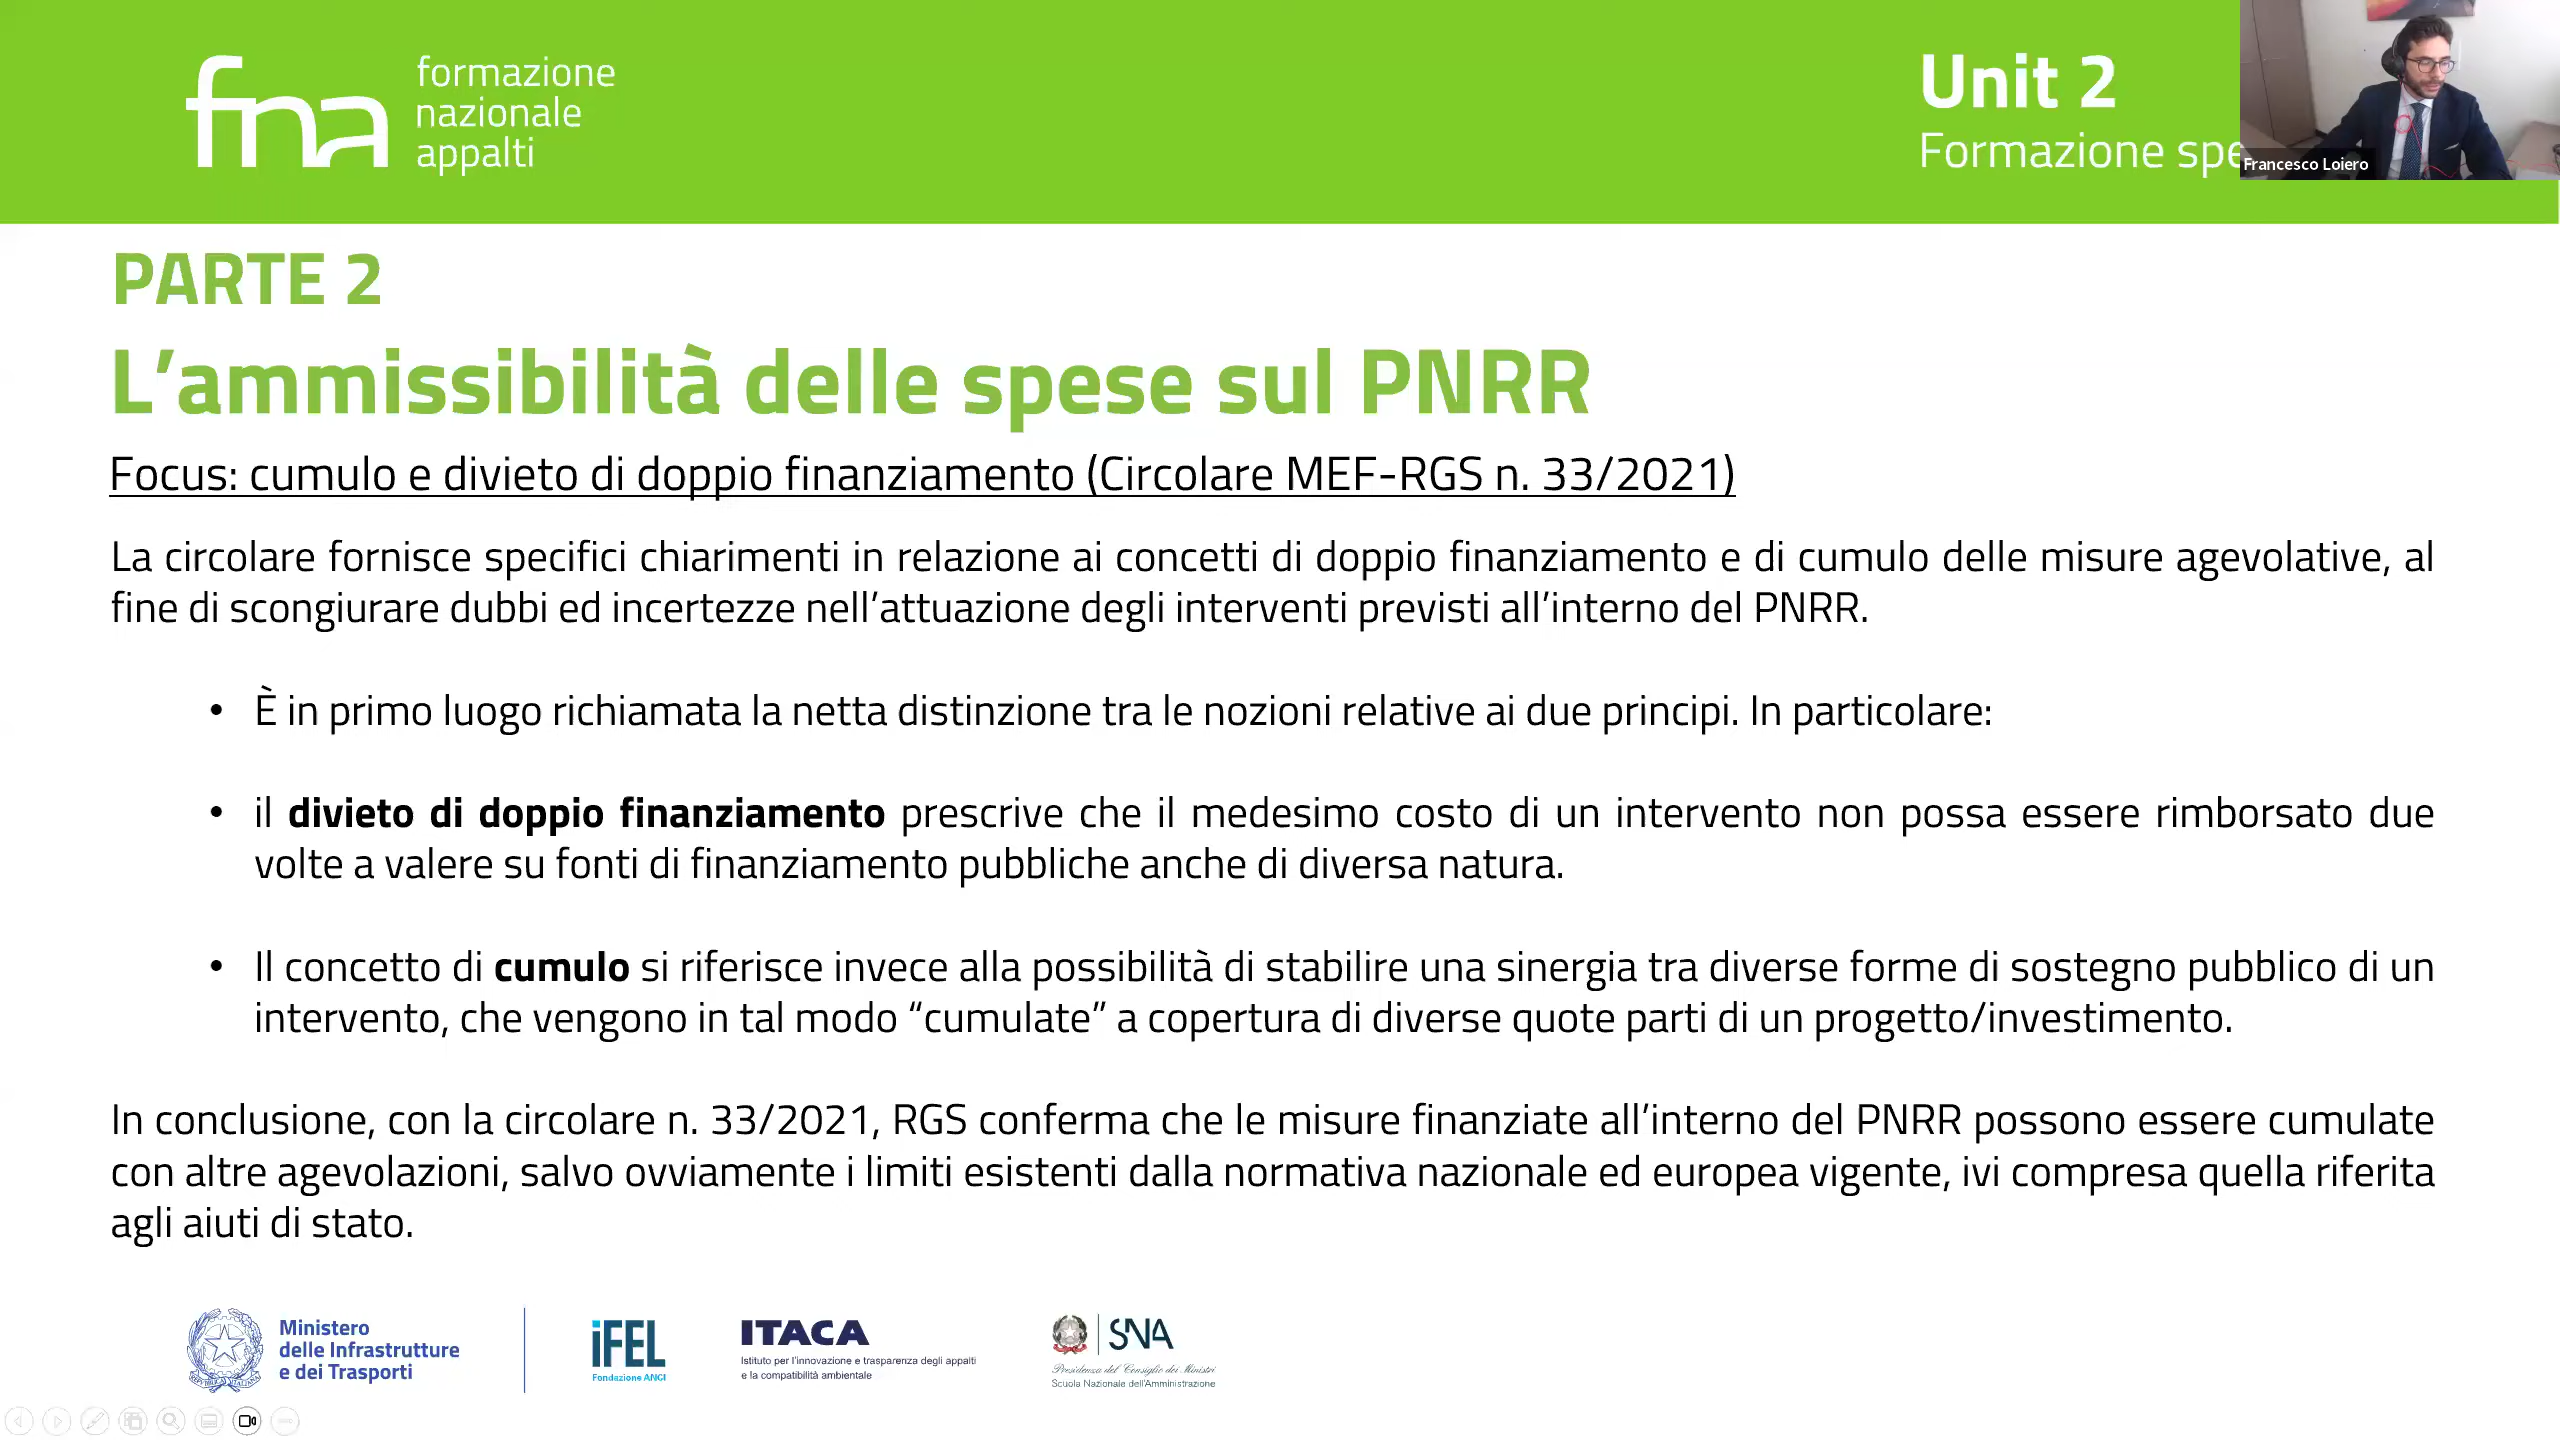 fna
formazione
nazionale
appalti
Unit 2
Formazione spe
Francesco Loiero
PARTE 2
L’ammissibilità delle spese sul PNRR
Focus: cumulo e divieto di doppio finanziamento (Circolare MEF-RGS n. 33/2021)
La circolare fornisce specifici chiarimenti in relazione ai concetti di doppio finanziamento e di cumulo delle misure agevolative, al
fine di scongiurare dubbi ed incertezze nell’attuazione degli interventi previsti all’interno del PNRR.
• È in primo luogo richiamata la netta distinzione tra le nozioni relative ai due principi. In particolare:
• il divieto di doppio finanziamento prescrive che il medesimo costo di un intervento non possa essere rimborsato due
volte a valere su fonti di finanziamento pubbliche anche di diversa natura.
• Il concetto di cumulo si riferisce invece alla possibilità di stabilire una sinergia tra diverse forme di sostegno pubblico di un
intervento, che vengono in tal modo “cumulate” a copertura di diverse quote parti di un progetto/investimento.
In conclusione, con la circolare n. 33/2021, RGS conferma che le misure finanziate all’interno del PNRR possono essere cumulate
con altre agevolazioni, salvo ovviamente i limiti esistenti dalla normativa nazionale ed europea vigente, ivi compresa quella riferita
agli aiuti di stato.
Ministero
delle Infrastrutture
e dei Trasporti
iFEL
Fondazione ANCI
ITACA
Istituto per l’innovazione e trasparenza degli appalti
e la compatibilità ambientale
SNA
Presidenza del Consiglio dei Ministri
Scuola Nazionale dell’Amministrazione